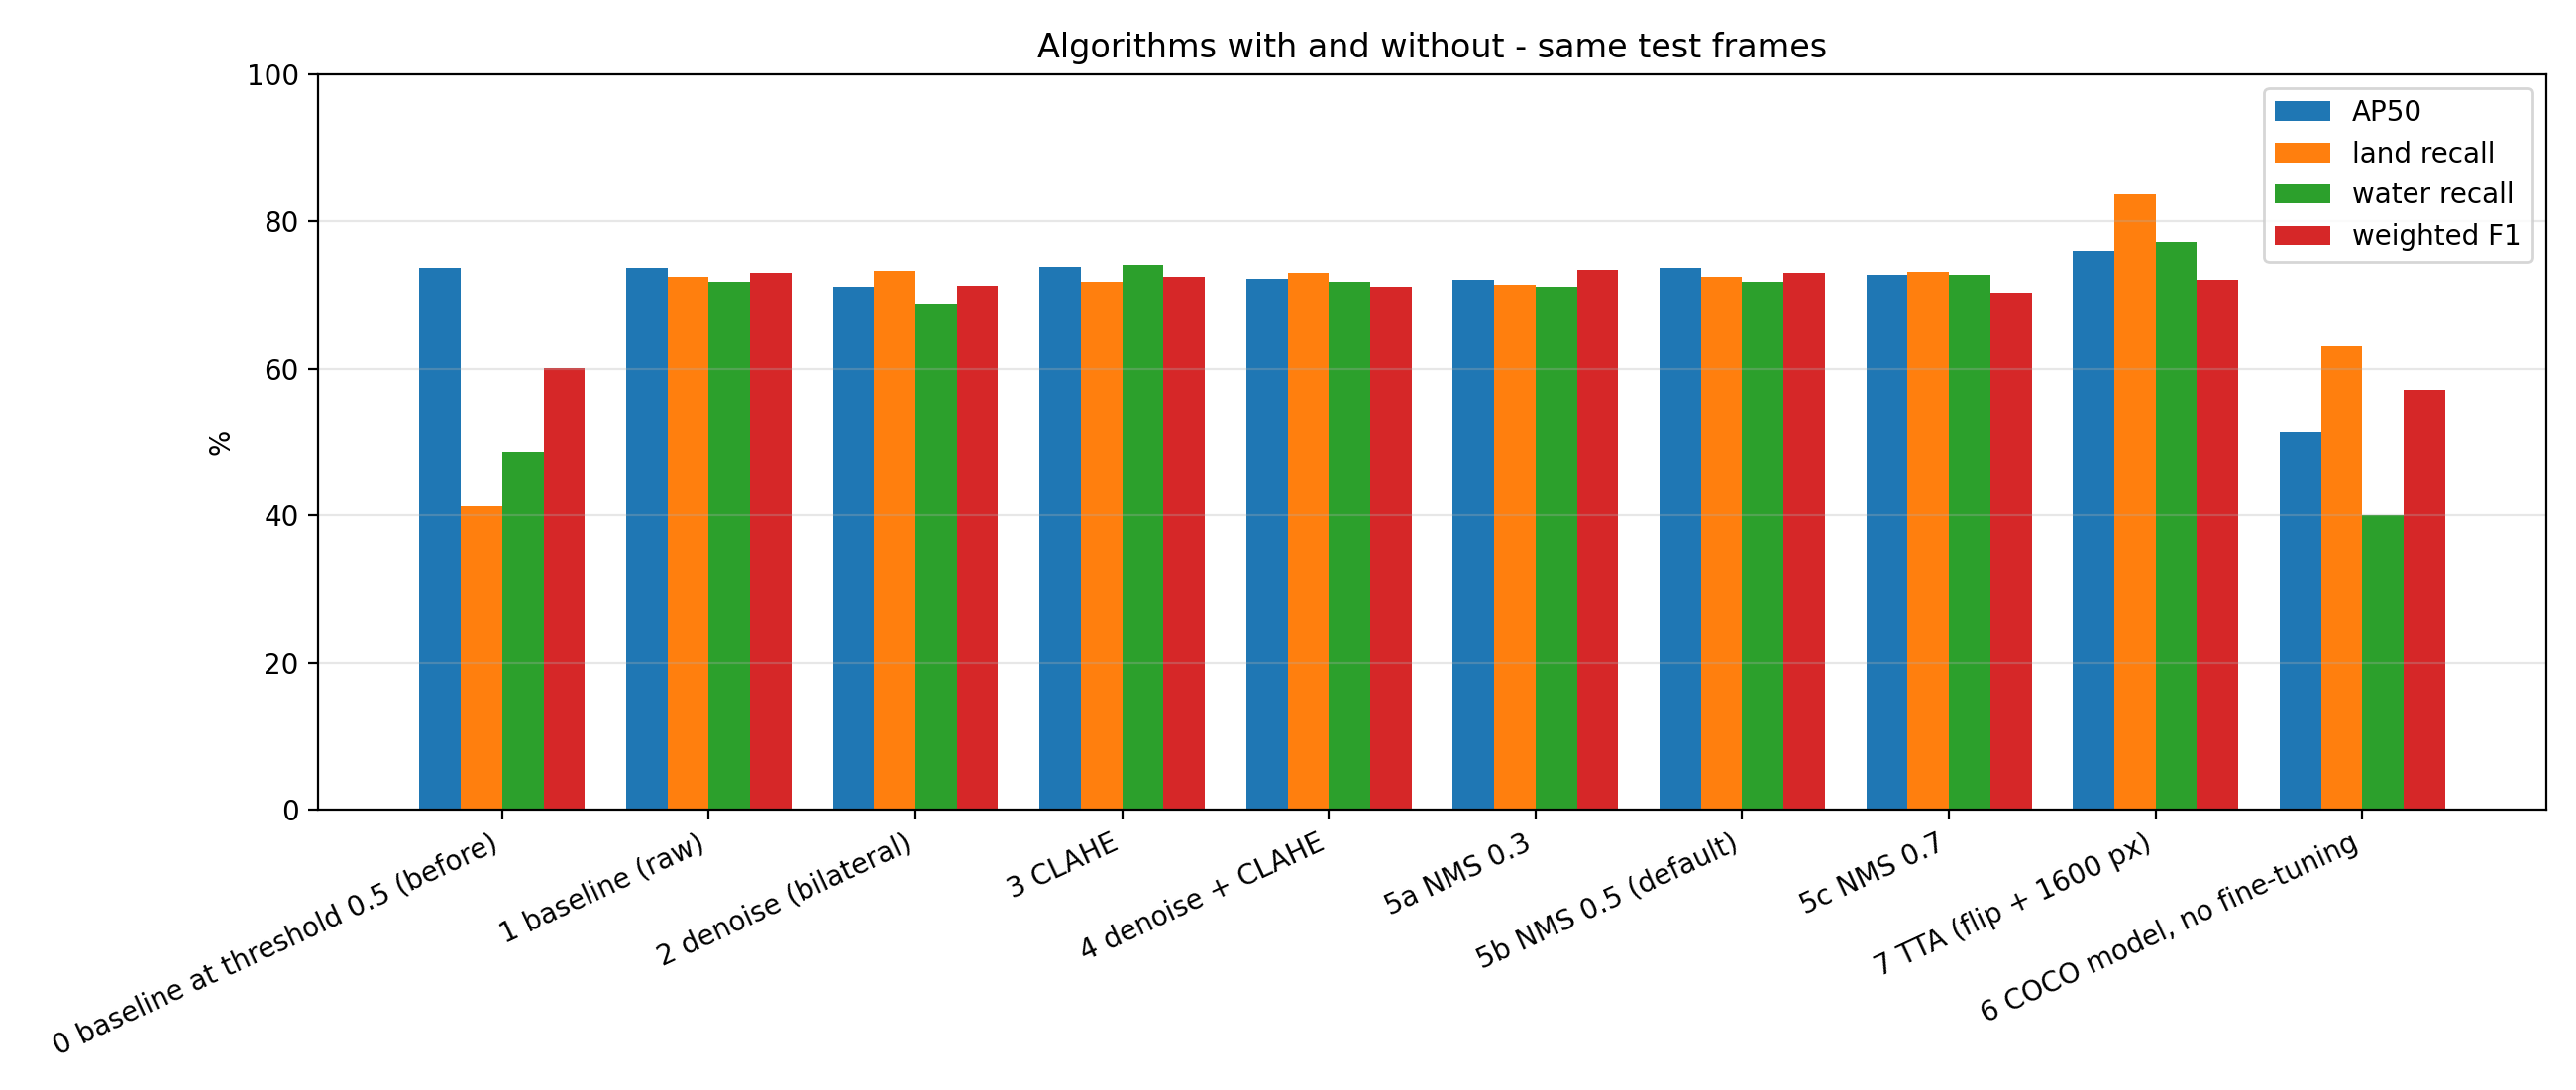 Algorithms with and without - same test frames
100
80
60
40
20
0
%
AP50
land recall
water recall
weighted F1
0 baseline at threshold 0.5 (before)
1 baseline (raw)
2 denoise (bilateral)
3 CLAHE
4 denoise + CLAHE
5a NMS 0.3
5b NMS 0.5 (default)
5c NMS 0.7
7 TTA (flip + 1600 px)
6 COCO model, no fine-tuning